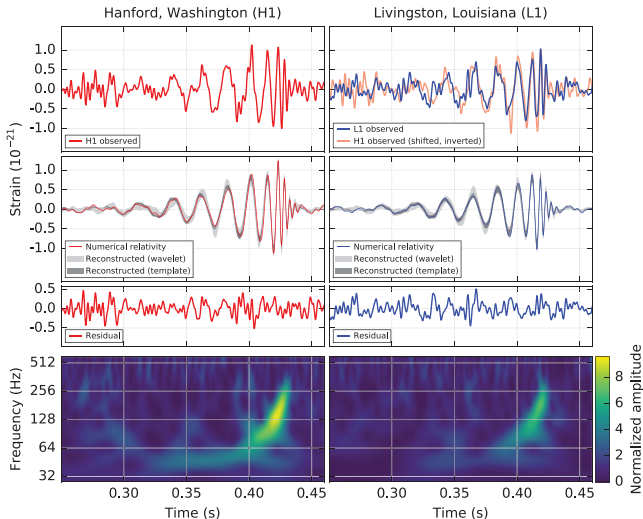 Hanford, Washington (H1)
Livingston, Louisiana (L1)
Strain (10⁻²¹)
1.0
0.5
0.0
-0.5
-1.0
H1 observed
L1 observed
H1 observed (shifted, inverted)
1.0
0.5
0.0
-0.5
-1.0
Numerical relativity
Reconstructed (wavelet)
Reconstructed (template)
Numerical relativity
Reconstructed (wavelet)
Reconstructed (template)
0.5
0.0
-0.5
Residual
Residual
Frequency (Hz)
512
256
128
64
32
0.30
0.35
0.40
0.45
Time (s)
0.30
0.35
0.40
0.45
Time (s)
8
6
4
2
0
Normalized amplitude